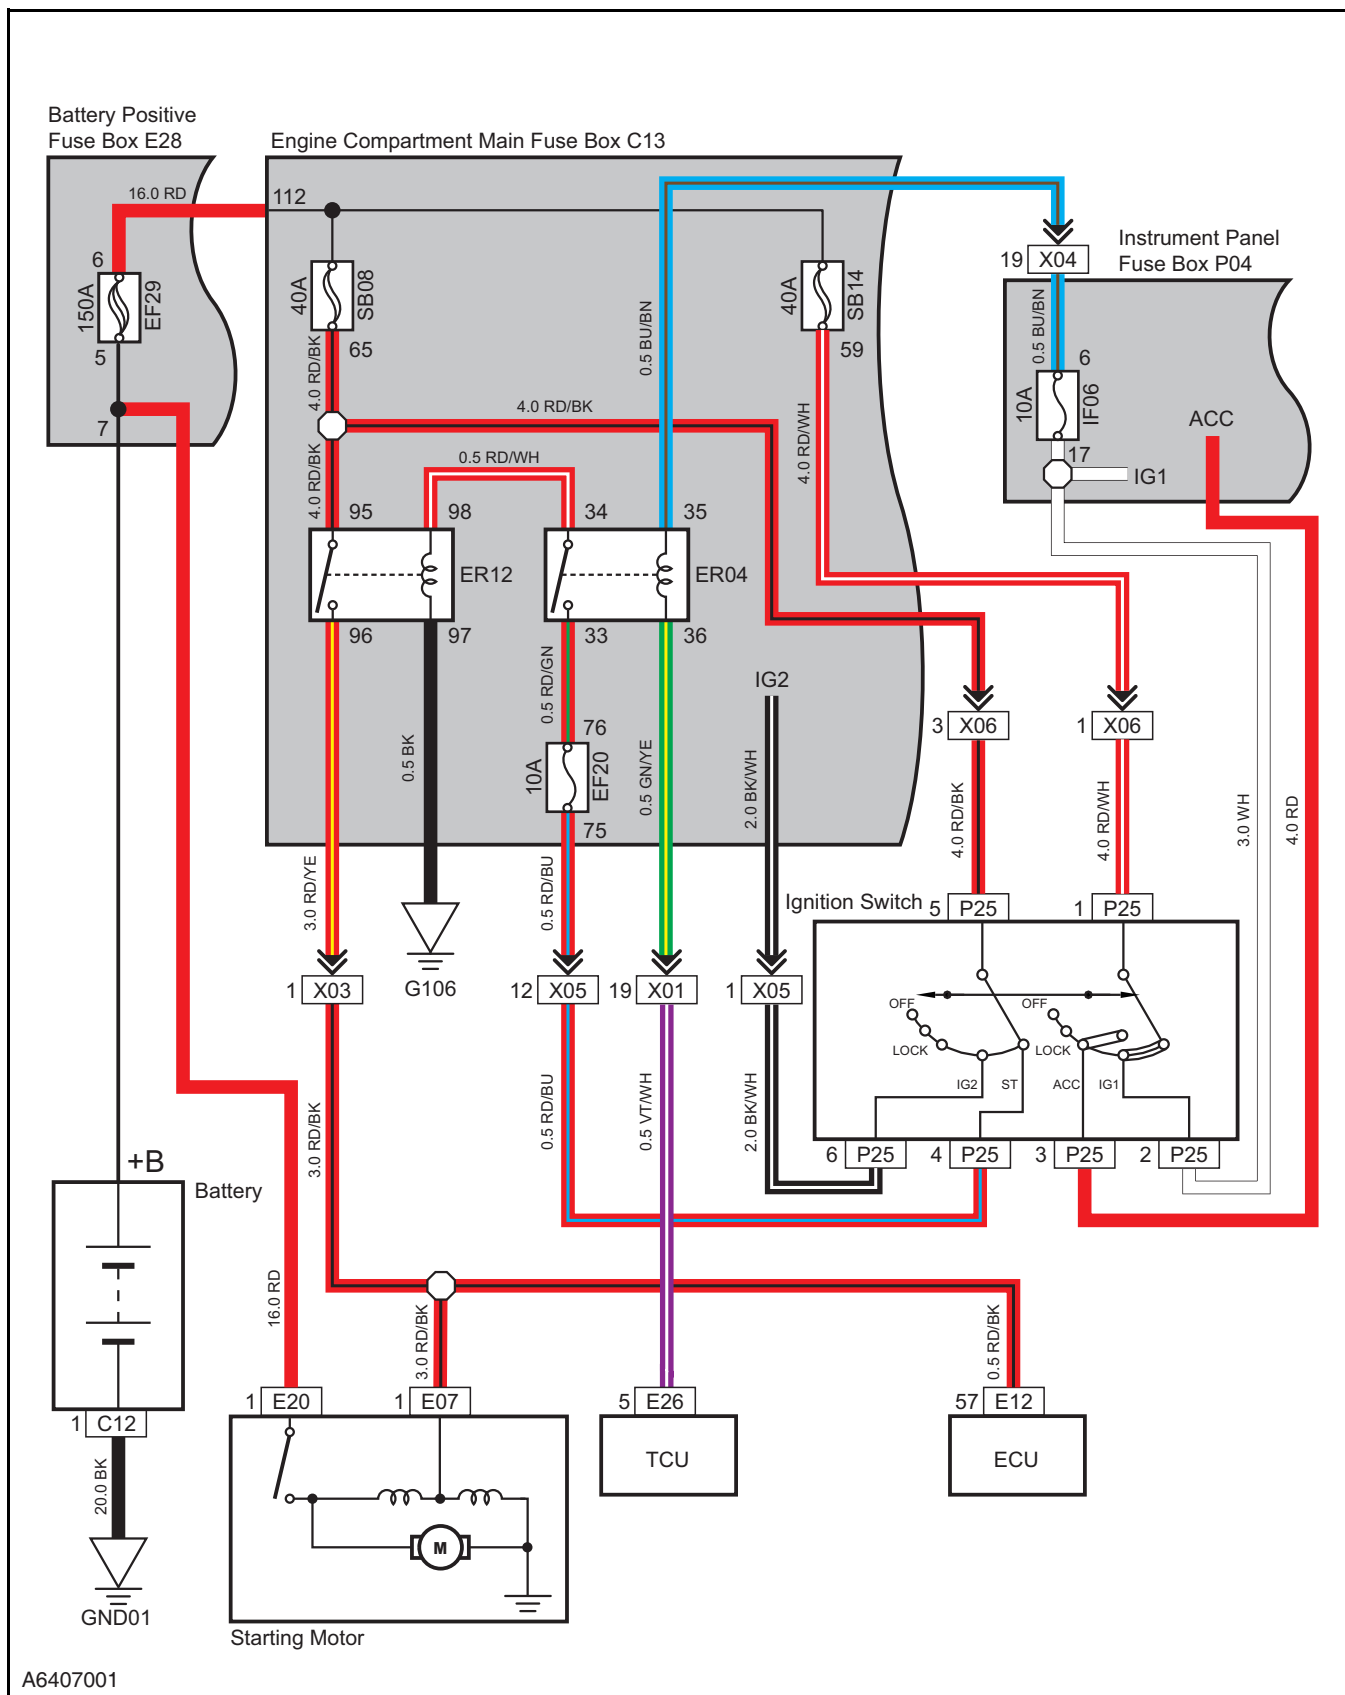 Battery Positive
Fuse Box E28
Engine Compartment Main Fuse Box C13
16.0 RD
112
Instrument Panel
Fuse Box P04
19 X04
6
150A
EF29
5
7
40A
SB08
65
40A
SB14
59
0.5 BU/BN
0.5 BU/BN
6
10A
IF06
17
IG1
ACC
4.0 RD/BK
4.0 RD/BK
4.0 RD/WH
0.5 RD/WH
4.0 RD/BK
95
98
34
35
ER12
ER04
96
97
33
36
IG2
0.5 RD/GN
3 X06
1 X06
76
10A
EF20
75
0.5 BK
0.5 GN/YE
2.0 BK/WH
4.0 RD/BK
4.0 RD/WH
3.0 WH
4.0 RD
3.0 RD/YE
0.5 RD/BU
Ignition Switch
5 P25
1 P25
1 X03
G106
12 X05
19 X01
1 X05
OFF
LOCK
IG2
ST
OFF
LOCK
ACC
IG1
3.0 RD/BK
0.5 RD/BU
0.5 VT/WH
2.0 BK/WH
6 P25
4 P25
3 P25
2 P25
+B
Battery
16.0 RD
3.0 RD/BK
0.5 RD/BK
1 C12
1 E20
1 E07
5 E26
57 E12
TCU
ECU
20.0 BK
M
GND01
Starting Motor
A6407001